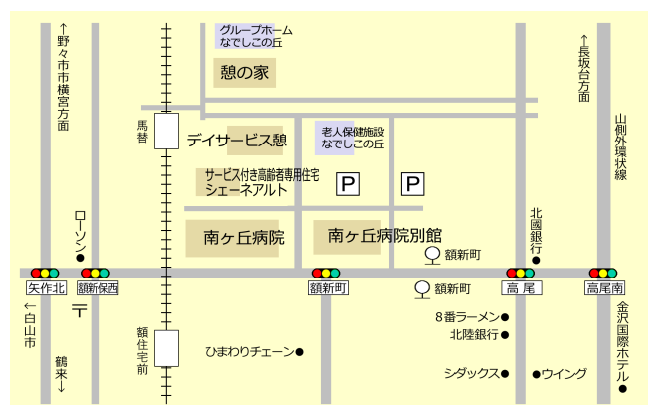 グループホーム
なでしこの丘
憩の家
↑野々市市横宮方面
↑長坂台方面
馬替
デイサービス憩
老人保健施設
なでしこの丘
山側外環状線
サービス付き高齢者専用住宅
シェーネアルト
P
P
ローソン
南ヶ丘病院
南ヶ丘病院別館
北國銀行
額新町
矢作北
額新保西
額新町
額新町
高尾
高尾南
←白山市
〒
額住宅前
金沢国際ホテル
8番ラーメン
北陸銀行
ひまわりチェーン
鶴来→
シダックス
ウイング